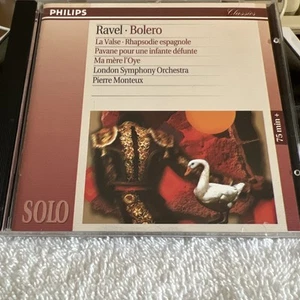 PHILIPS
Classics
Ravel · Bolero
La Valse · Rhapsodie espagnole
Pavane pour une infante défunte
Ma mère l'Oye
London Symphony Orchestra
Pierre Monteux
75 min +
SOLO